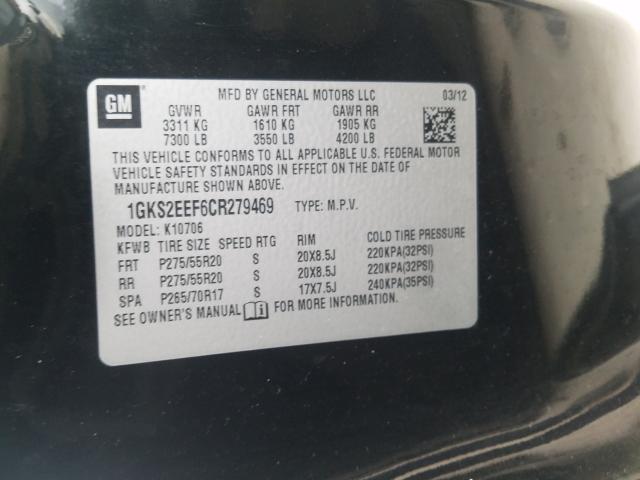 GM
MFD BY GENERAL MOTORS LLC 03/12
GVWR GAWR FRT GAWR RR
3311 KG 1610 KG 1905 KG
7300 LB 3550 LB 4200 LB
THIS VEHICLE CONFORMS TO ALL APPLICABLE U.S. FEDERAL MOTOR
VEHICLE SAFETY STANDARDS IN EFFECT ON THE DATE OF
MANUFACTURE SHOWN ABOVE.
1GKS2EEF6CR279469 TYPE: M.P.V.
MODEL: K10706
KFWB TIRE SIZE SPEED RTG RIM COLD TIRE PRESSURE
FRT P275/55R20 S 20X8.5J 220KPA(32PSI)
RR P275/55R20 S 20X8.5J 220KPA(32PSI)
SPA P265/70R17 S 17X7.5J 240KPA(35PSI)
SEE OWNER'S MANUAL FOR MORE INFORMATION.